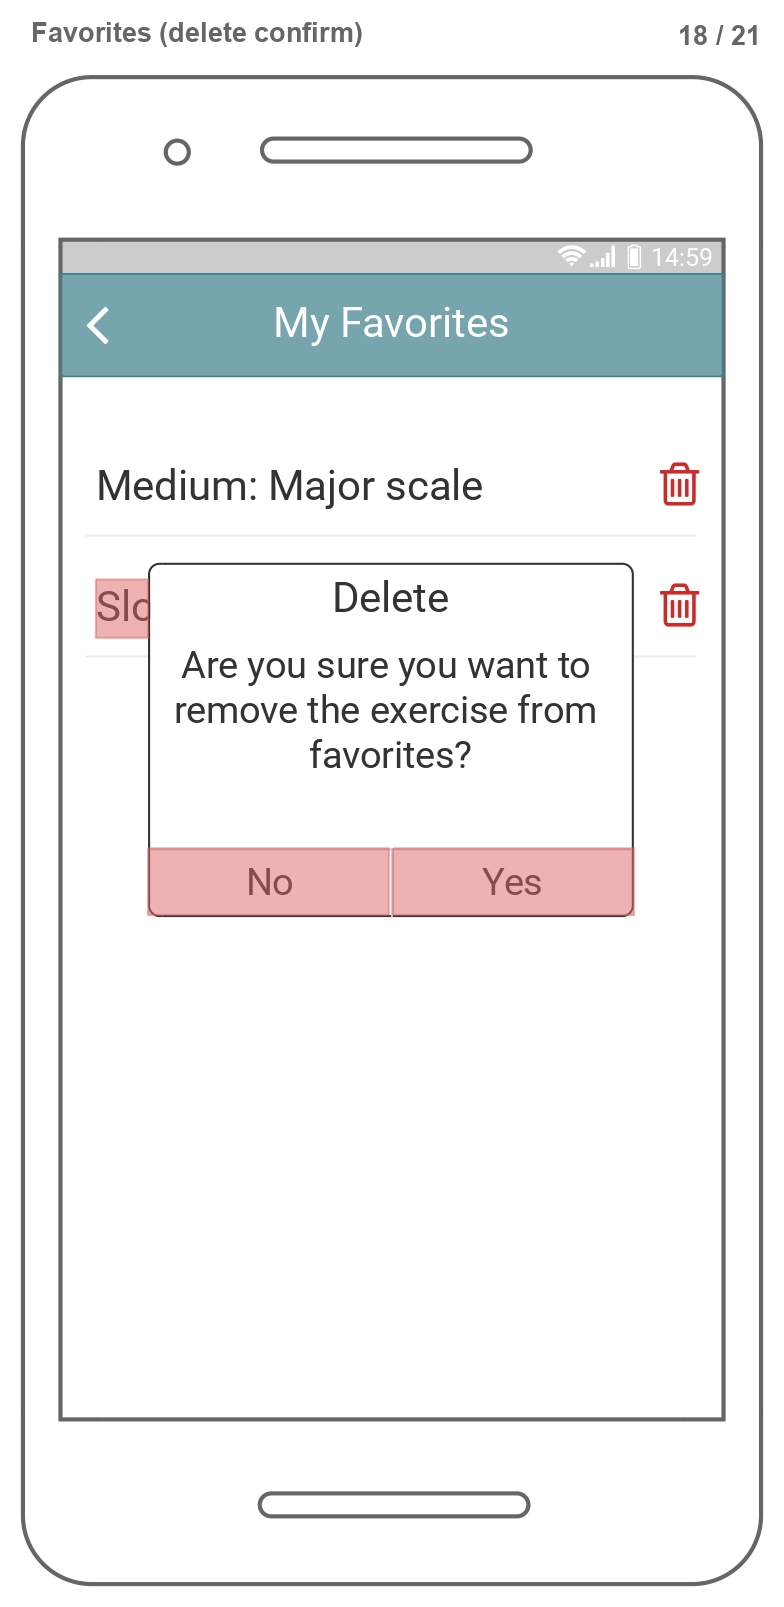 Favorites (delete confirm)
18 / 21
14:59
My Favorites
Medium: Major scale
Delete
Are you sure you want to
remove the exercise from
favorites?
No
Yes